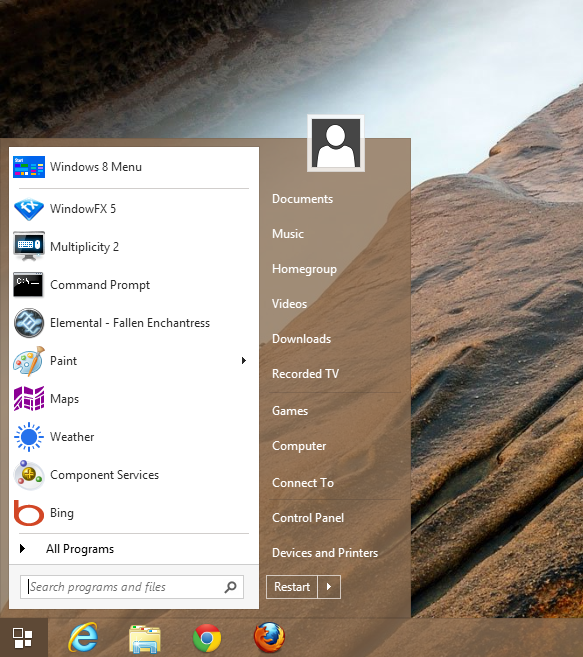 Start
Windows 8 Menu
WindowFX 5
Multiplicity 2
C:\_
Command Prompt
Elemental - Fallen Enchantress
Paint
Maps
Weather
Component Services
Bing
All Programs
Search programs and files
Documents
Music
Homegroup
Videos
Downloads
Recorded TV
Games
Computer
Connect To
Control Panel
Devices and Printers
Restart